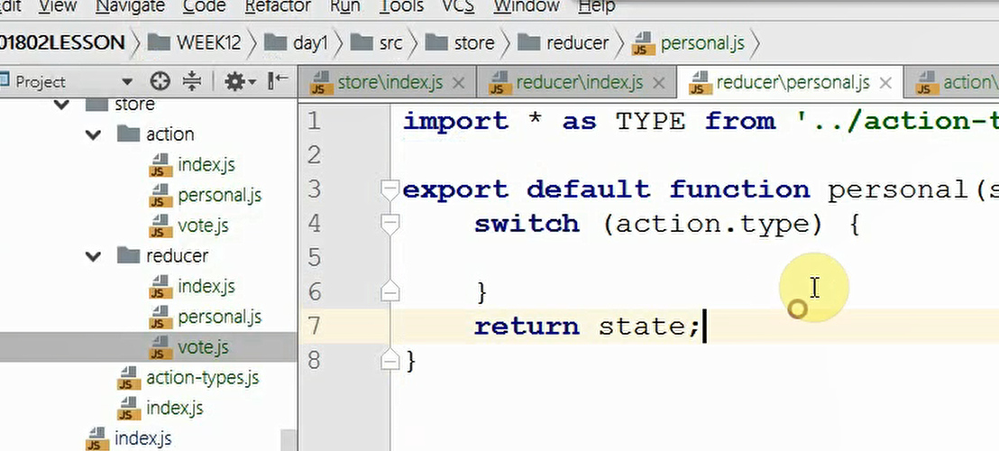 Edit View Navigate Code Refactor Run Tools VCS Window Help
01802LESSON WEEK12 day1 src store reducer personal.js
Project
store\index.js reducer\index.js reducer\personal.js action\
store
action
index.js
personal.js
vote.js
reducer
index.js
personal.js
vote.js
action-types.js
index.js
index.js
1 import * as TYPE from '../action-t
2
3 export default function personal(s
4 switch (action.type) {
5
6 }
7 return state;
8 }